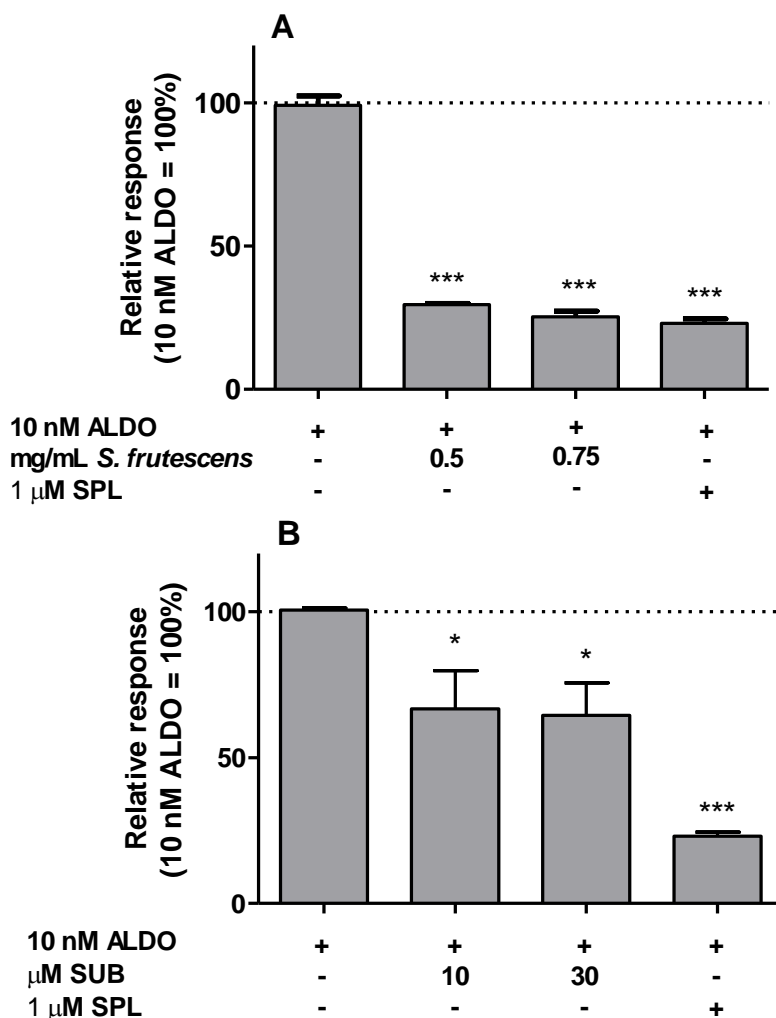 A
Relative response
(10 nM ALDO = 100%)
100
50
0
***
***
***
10 nM ALDO + + + +
mg/mL S. frutescens - 0.5 0.75 -
1 μM SPL - - - +
B
Relative response
(10 nM ALDO = 100%)
100
50
0
*
*
***
10 nM ALDO + + + +
μM SUB - 10 30 -
1 μM SPL - - - +